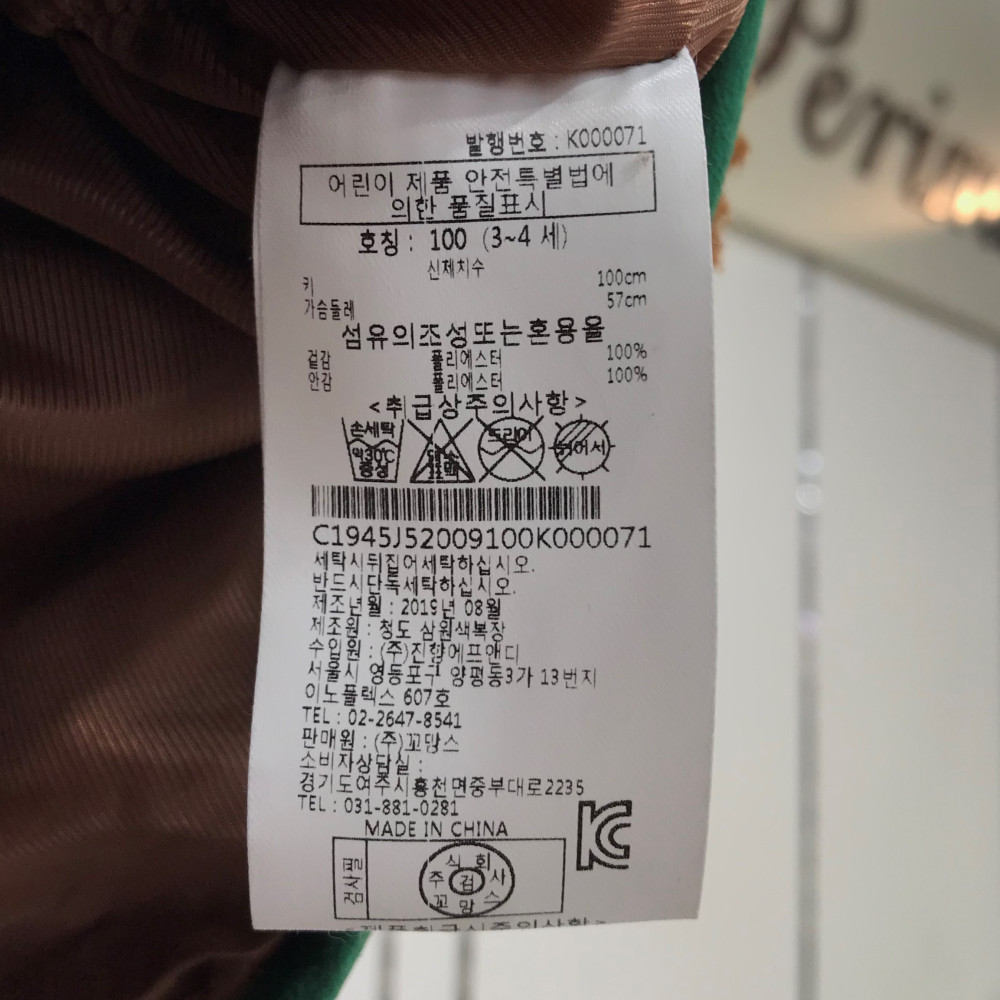 Perin
발행번호 : K000071
어린이 제품 안전특별법에
의한 품질표시
호칭 : 100 (3~4 세)
신체치수
키 100cm
가슴둘레 57cm
섬유의조성또는혼용율
겉감 폴리에스터 100%
안감 폴리에스터 100%
<취급상주의사항>
손세탁 약30℃ 중성 드라이
C1945J52009100K000071
세탁시뒤집어세탁하십시오.
반드시단독세탁하십시오.
제조년월 : 2019년 08월
제조원 : 청도 삼원색복장
수입원 : (주)진향에프앤디
서울시 영등포구 양평동3가 13번지
이노플렉스 607호
TEL : 02-2647-8541
판매원 : (주)꼬망스
소비자상담실 :
경기도여주시흥천면중부대로2235
TEL : 031-881-0281
MADE IN CHINA
KC
검사필
주식회사 꼬망스 검